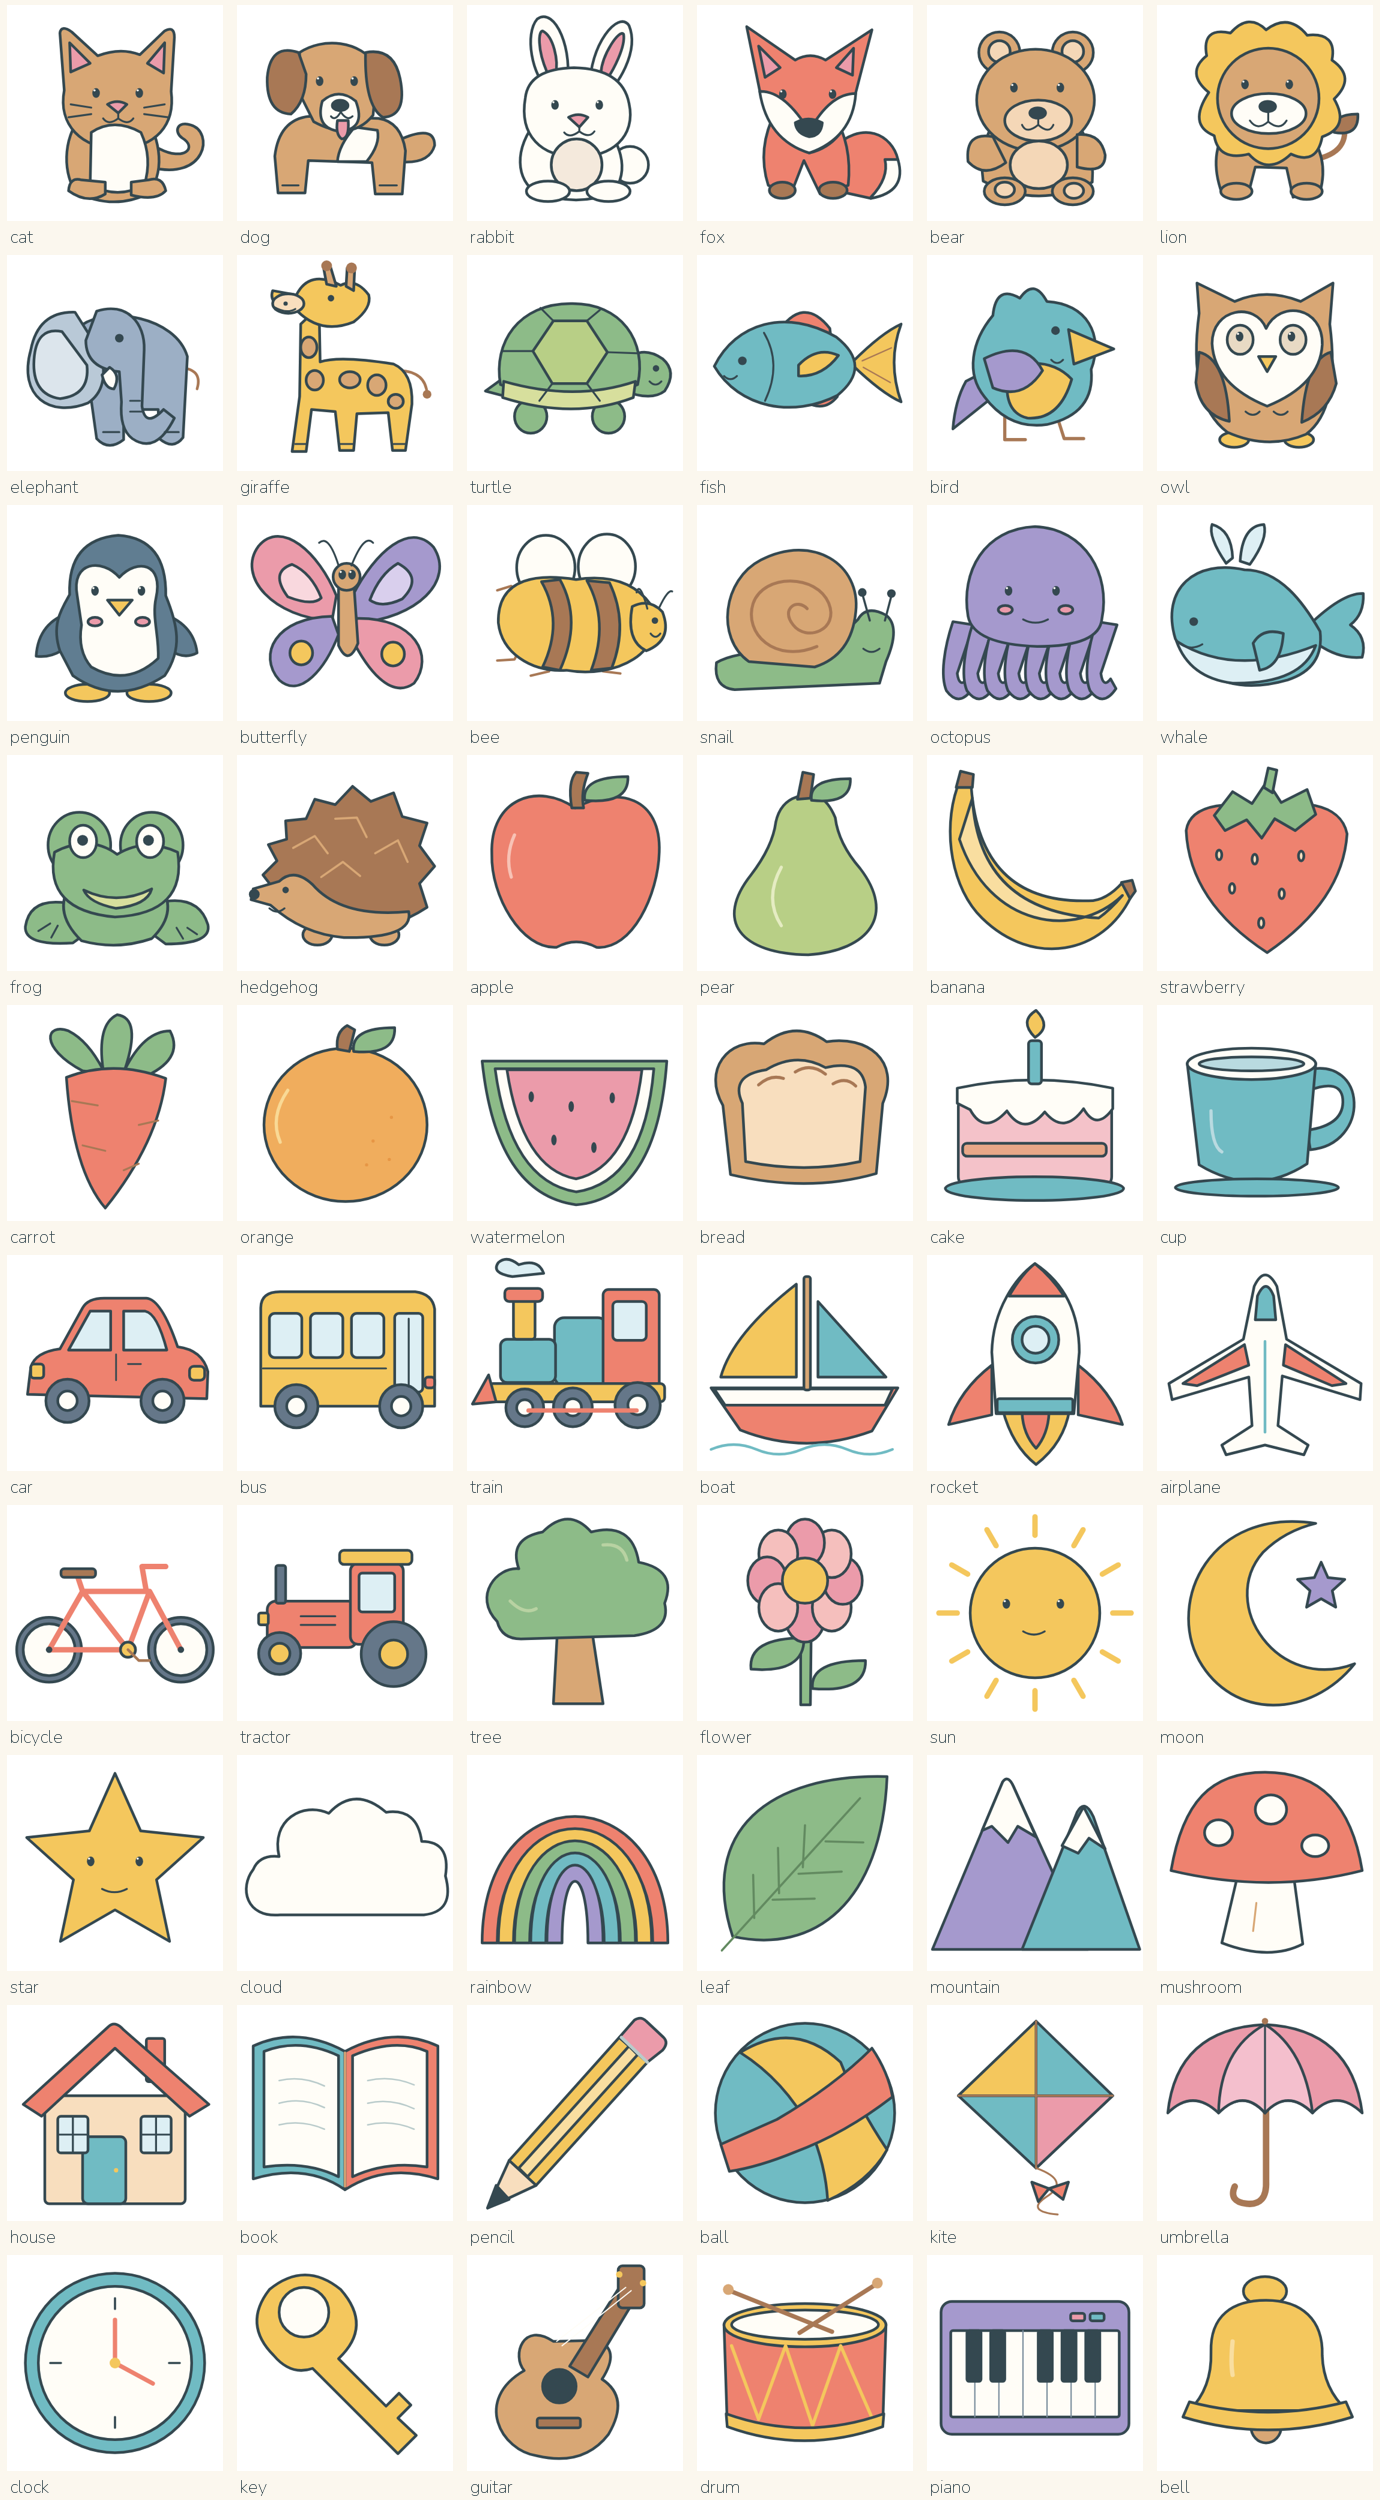 cat dog rabbit fox bear lion
elephant giraffe turtle fish bird owl
penguin butterfly bee snail octopus whale
frog hedgehog apple pear banana strawberry
carrot orange watermelon bread cake cup
car bus train boat rocket airplane
bicycle tractor tree flower sun moon
star cloud rainbow leaf mountain mushroom
house book pencil ball kite umbrella
clock key guitar drum piano bell